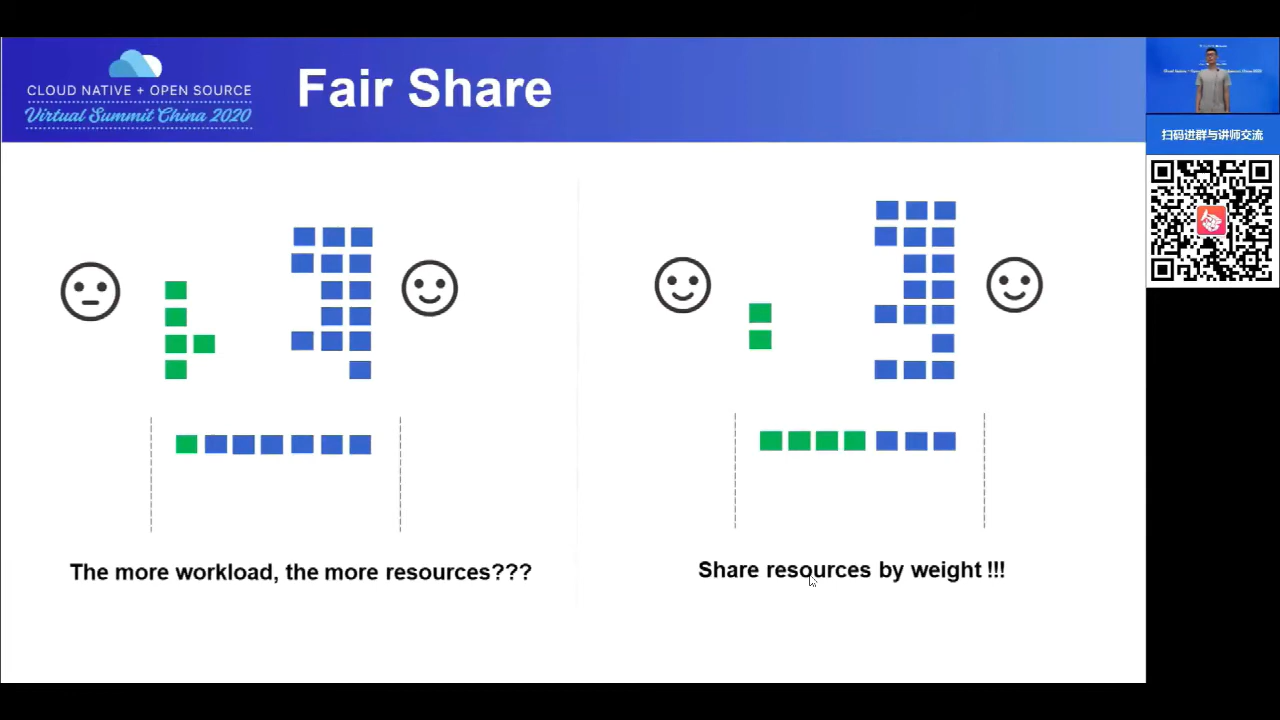 CLOUD NATIVE + OPEN SOURCE
Virtual Summit China 2020
Fair Share
扫码进群与讲师交流
The more workload, the more resources???
Share resources by weight !!!